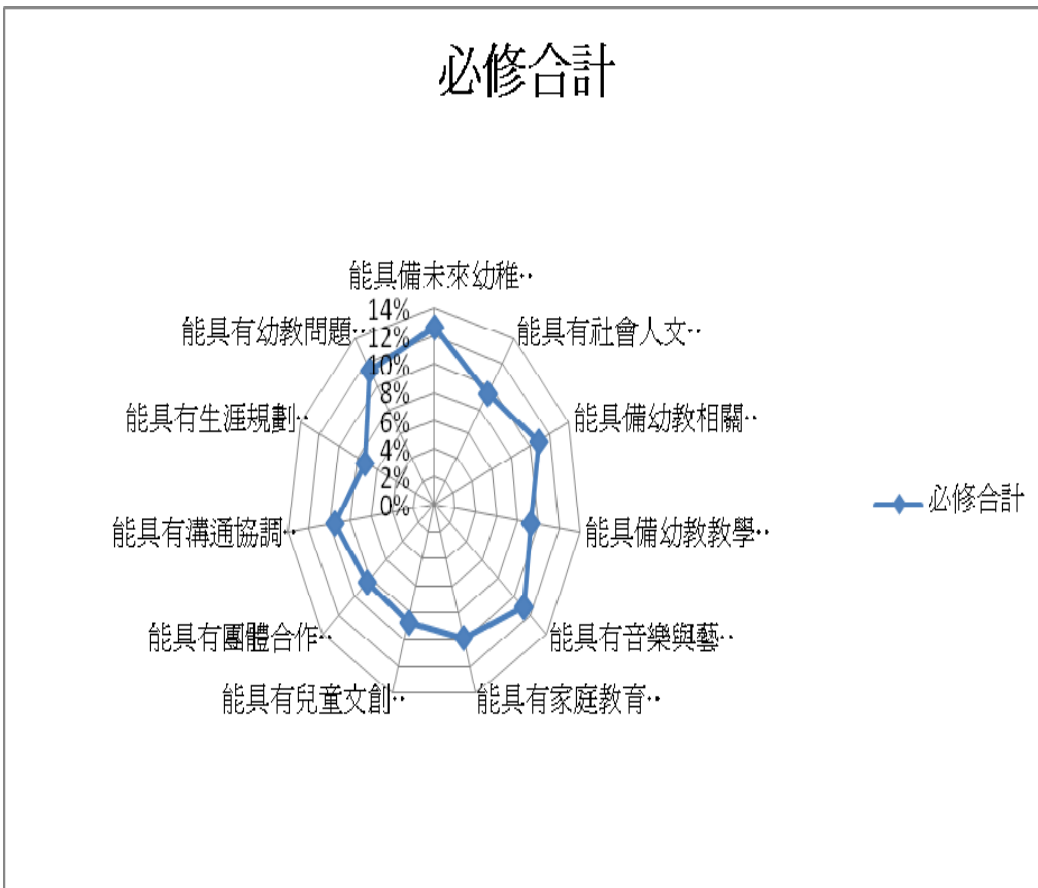 必修合計
能具備未來幼稚‥
能具有社會人文‥
能具備幼教相關‥
能具備幼教教學‥
能具有音樂與藝‥
能具有家庭教育‥
能具有兒童文創‥
能具有團體合作‥
能具有溝通協調‥
能具有生涯規劃‥
能具有幼教問題‥
14%
12%
10%
8%
6%
4%
2%
0%
必修合計